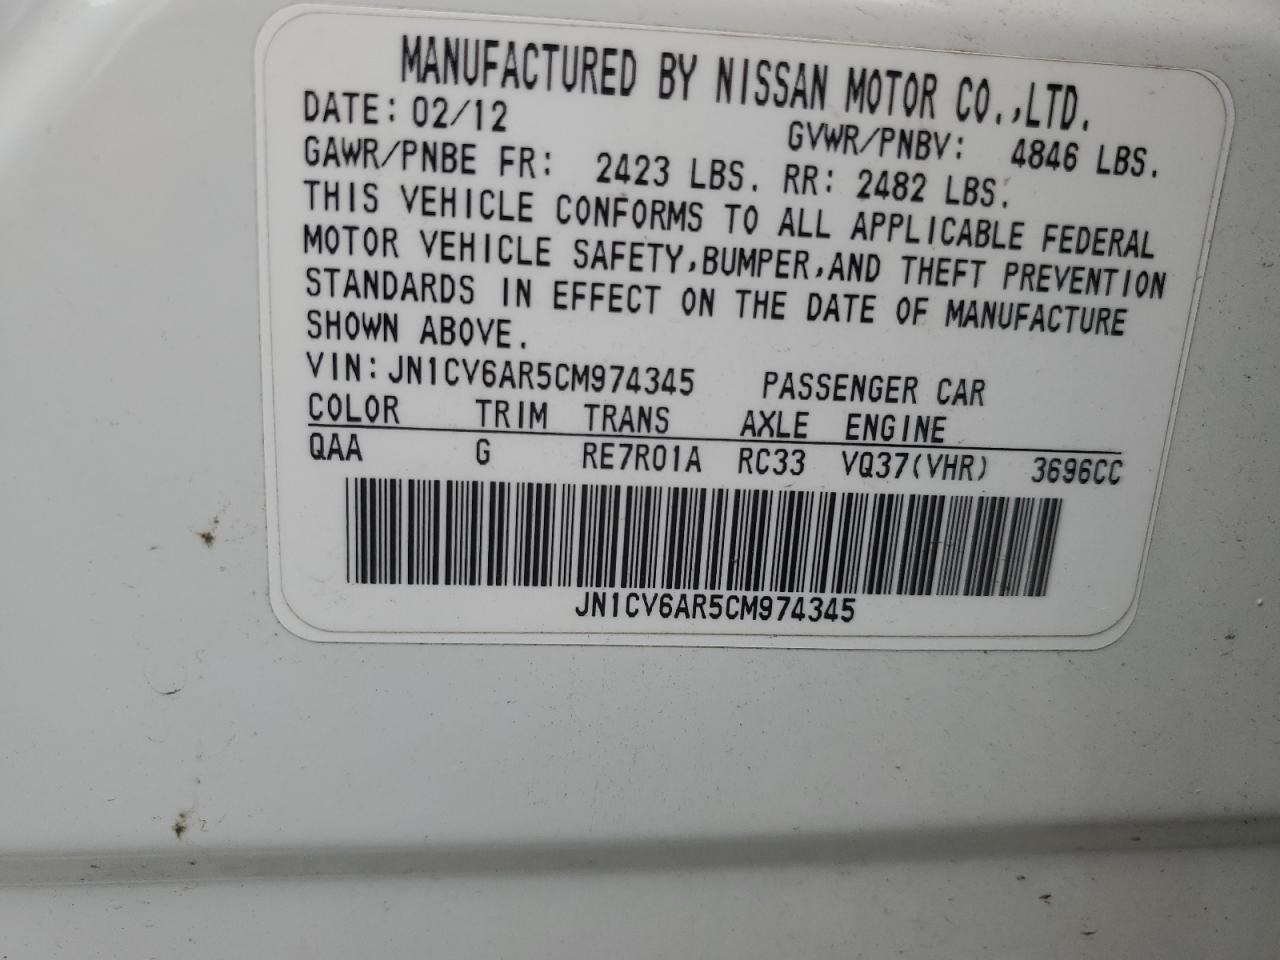 MANUFACTURED BY NISSAN MOTOR CO.,LTD.
DATE: 02/12 GVWR/PNBV: 4846 LBS.
GAWR/PNBE FR: 2423 LBS. RR: 2482 LBS.
THIS VEHICLE CONFORMS TO ALL APPLICABLE FEDERAL
MOTOR VEHICLE SAFETY,BUMPER,AND THEFT PREVENTION
STANDARDS IN EFFECT ON THE DATE OF MANUFACTURE
SHOWN ABOVE.
VIN:JN1CV6AR5CM974345 PASSENGER CAR
COLOR TRIM TRANS AXLE ENGINE
QAA G RE7R01A RC33 VQ37(VHR) 3696CC
JN1CV6AR5CM974345